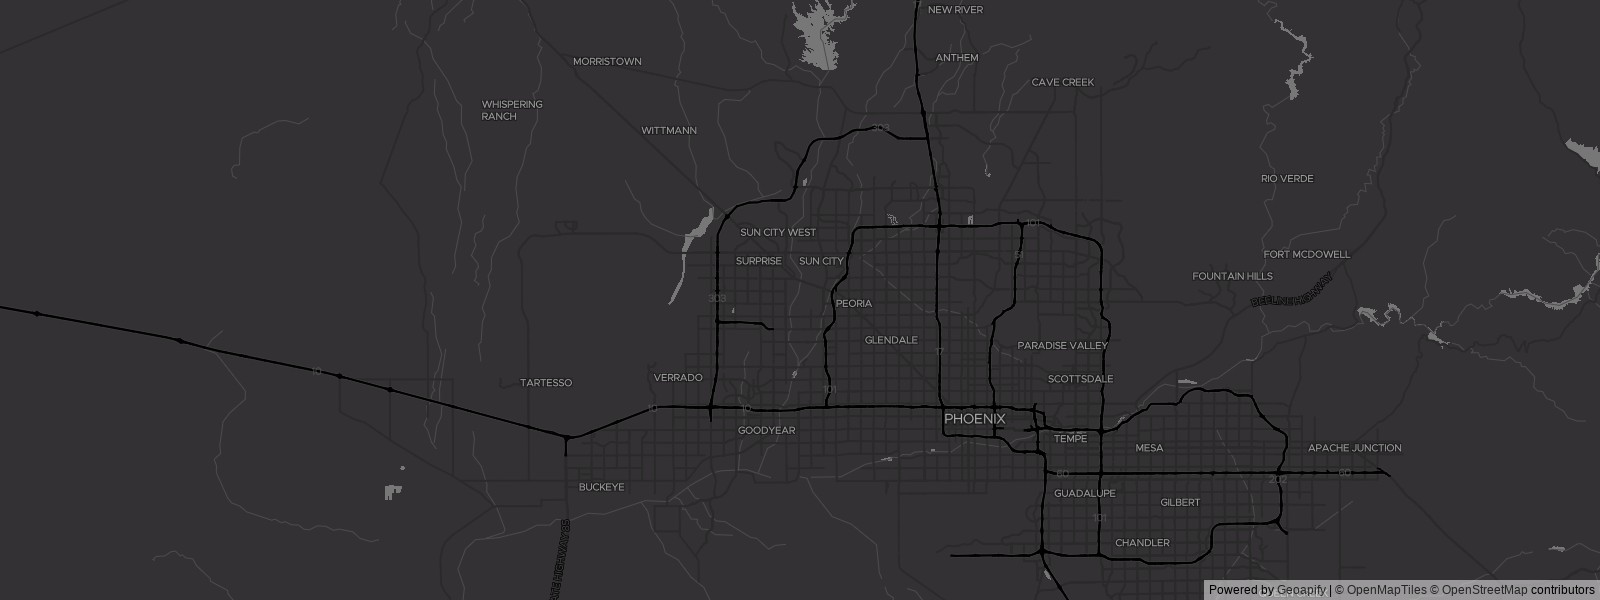 NEW RIVER
ANTHEM
MORRISTOWN
CAVE CREEK
WHISPERING
RANCH
WITTMANN
303
RIO VERDE
101
SUN CITY WEST
51
FORT MCDOWELL
SURPRISE
SUN CITY
FOUNTAIN HILLS
BEELINE HIGHWAY
303
PEORIA
GLENDALE
PARADISE VALLEY
17
10
TARTESSO
VERRADO
SCOTTSDALE
101
10
10
PHOENIX
GOODYEAR
TEMPE
MESA
APACHE JUNCTION
60
60
202
BUCKEYE
GUADALUPE
GILBERT
101
CHANDLER
ATE HIGHWAY 85
Powered by Geoapify | © OpenMapTiles © OpenStreetMap contributors